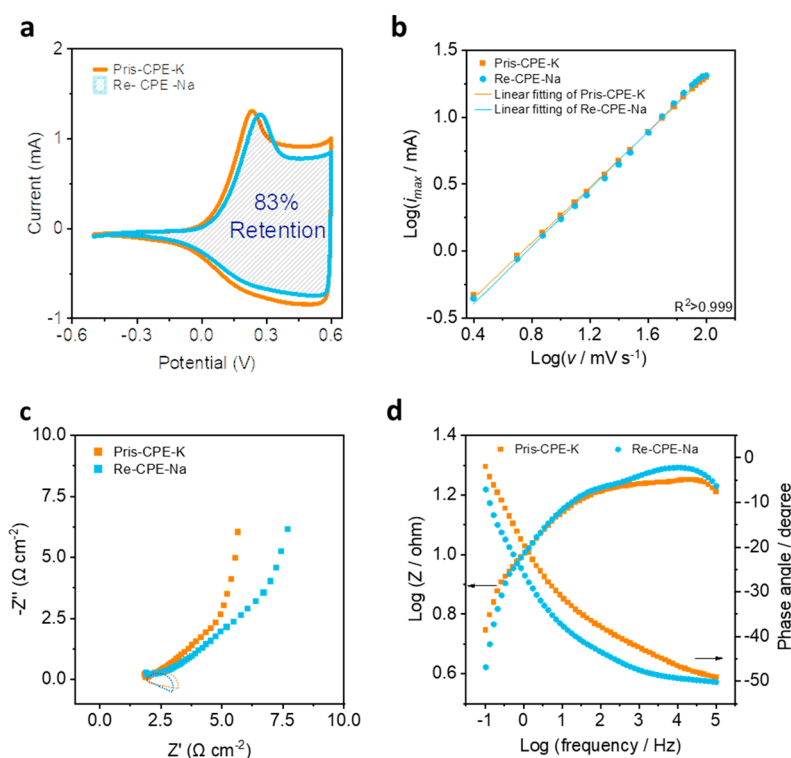 a
2
1
0
-1
-0.6
-0.3
0.0
0.3
0.6
Current (mA)
Potential (V)
Pris-CPE-K
Re- CPE -Na
83%
Retention
b
1.5
1.0
0.5
0.0
-0.5
0.4
0.8
1.2
1.6
2.0
Log(imax / mA)
Log(v / mV s-1)
Pris-CPE-K
Re-CPE-Na
Linear fitting of Pris-CPE-K
Linear fitting of Re-CPE-Na
R2>0.999
c
10.0
7.5
5.0
2.5
0.0
0.0
2.5
5.0
7.5
10.0
-Z'' (Ω cm-2)
Z' (Ω cm-2)
Pris-CPE-K
Re-CPE-Na
d
1.4
1.2
1.0
0.8
0.6
-1
0
1
2
3
4
5
0
-10
-20
-30
-40
-50
Log (Z / ohm)
Log (frequency / Hz)
Phase angle / degree
Pris-CPE-K
Re-CPE-Na